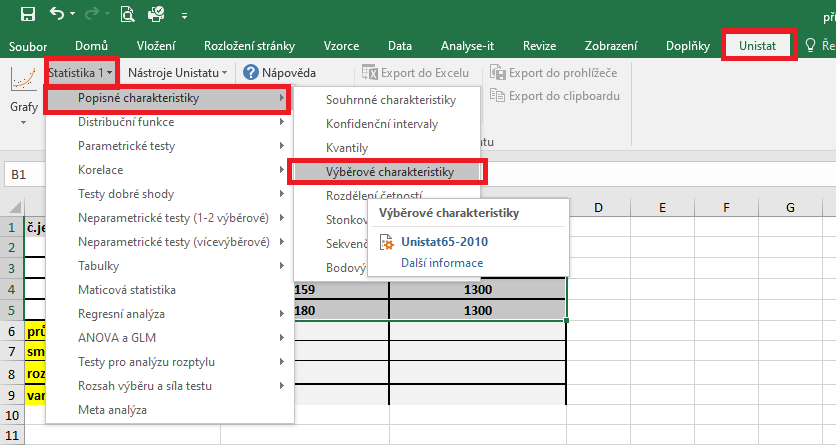 při
Soubor Domů Vložení Rozložení stránky Vzorce Data Analyse-it Revize Zobrazení Doplňky Unistat
Statistika 1 Nástroje Unistatu ? Nápověda Export do Excelu Export do prohlížeče
Grafy Export do clipboardu
Popisné charakteristiky
Distribuční funkce
Parametrické testy
Korelace
Testy dobré shody
Neparametrické testy (1-2 výběrové)
Neparametrické testy (vícevýběrové)
Tabulky
Maticová statistika
Regresní analýza
ANOVA a GLM
Testy pro analýzu rozptylu
Rozsah výběru a síla testu
Meta analýza
Souhrnné charakteristiky
Konfidenční intervaly
Kvantily
Výběrové charakteristiky
Rozdělení četností
Stonkov
Sekvenč
Bodový
Výběrové charakteristiky
Unistat65-2010
Další informace
B1
D E F G
1 č.je
2
3
4 159 1300
5 180 1300
6 prů
7 sm
8 roz
9 var
10
11